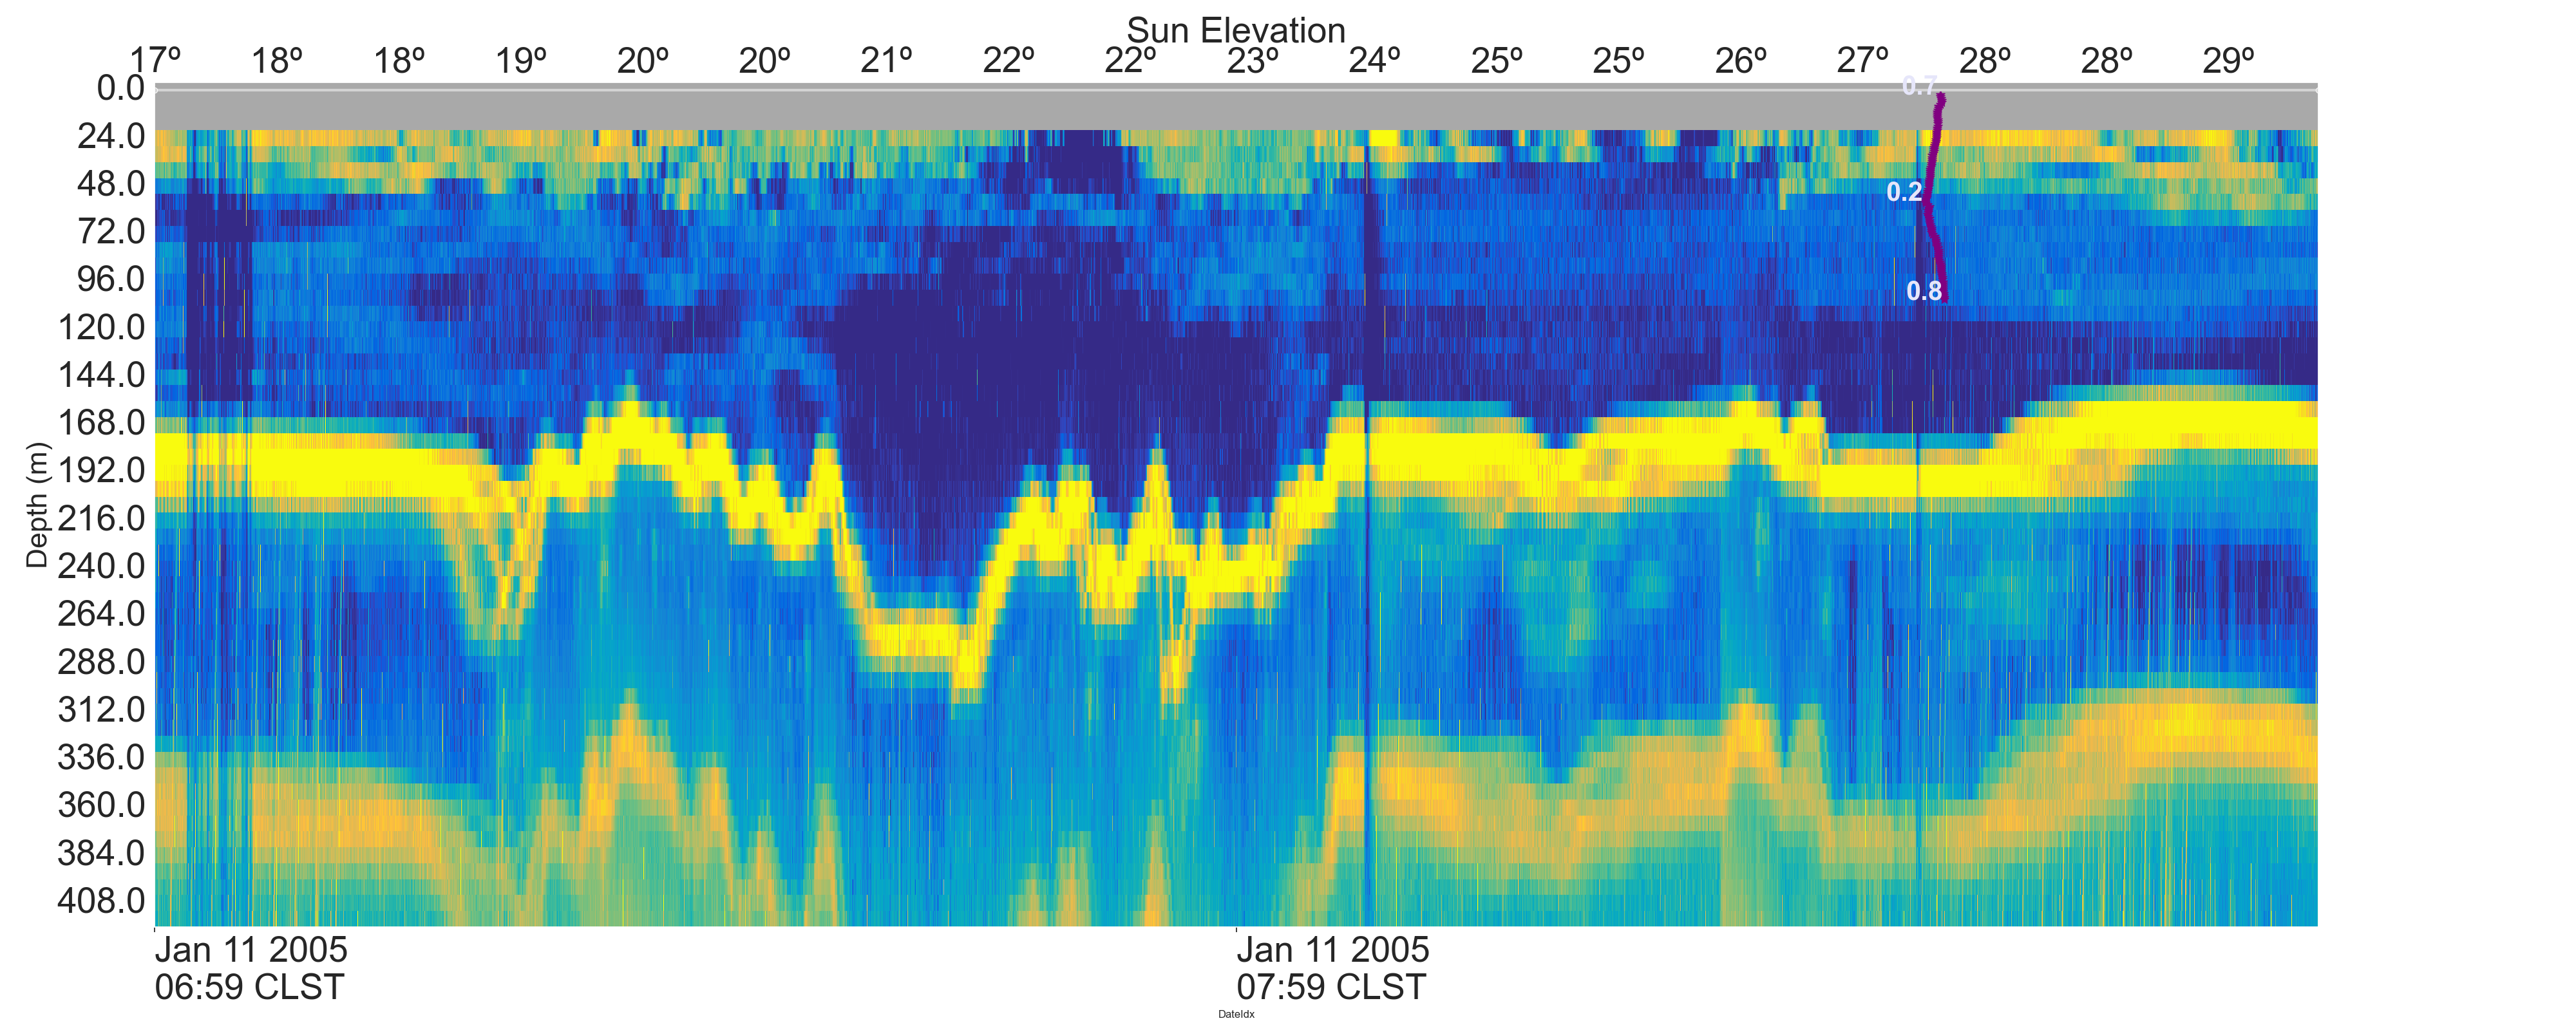 Sun Elevation
17º 18º 18º 19º 20º 20º 21º 22º 22º 23º 24º 25º 25º 26º 27º 28º 28º 29º
0.0
24.0
48.0
72.0
96.0
120.0
144.0
168.0
192.0
216.0
240.0
264.0
288.0
312.0
336.0
360.0
384.0
408.0
Depth (m)
0.7
0.2
0.8
Jan 11 2005
06:59 CLST
Jan 11 2005
07:59 CLST
DateIdx